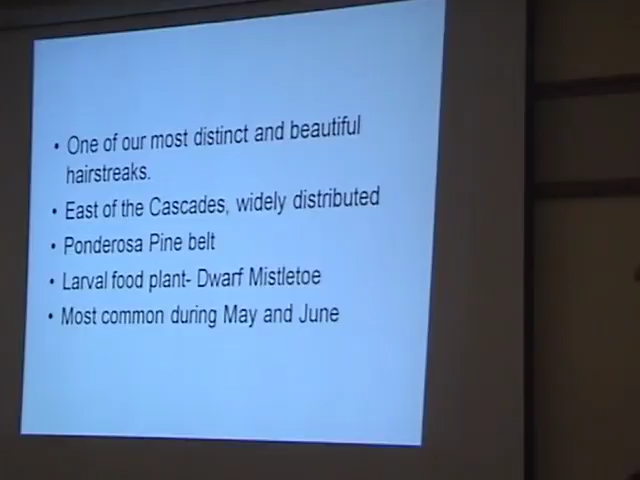 • One of our most distinct and beautiful
hairstreaks.
• East of the Cascades, widely distributed
• Ponderosa Pine belt
• Larval food plant- Dwarf Mistletoe
• Most common during May and June